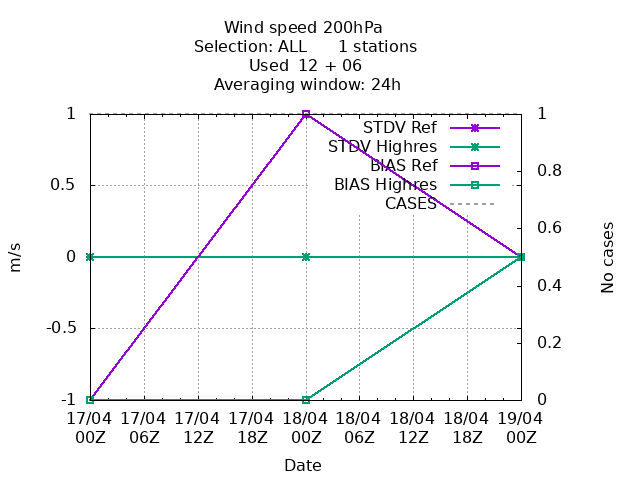 Wind speed 200hPa
Selection: ALL      1 stations
Used  12 + 06
Averaging window: 24h
STDV Ref
STDV Highres
BIAS Ref
BIAS Highres
CASES
1
0.5
0
-0.5
-1
m/s
1
0.8
0.6
0.4
0.2
0
No cases
17/04 17/04 17/04 17/04 18/04 18/04 18/04 18/04 19/04
00Z 06Z 12Z 18Z 00Z 06Z 12Z 18Z 00Z
Date